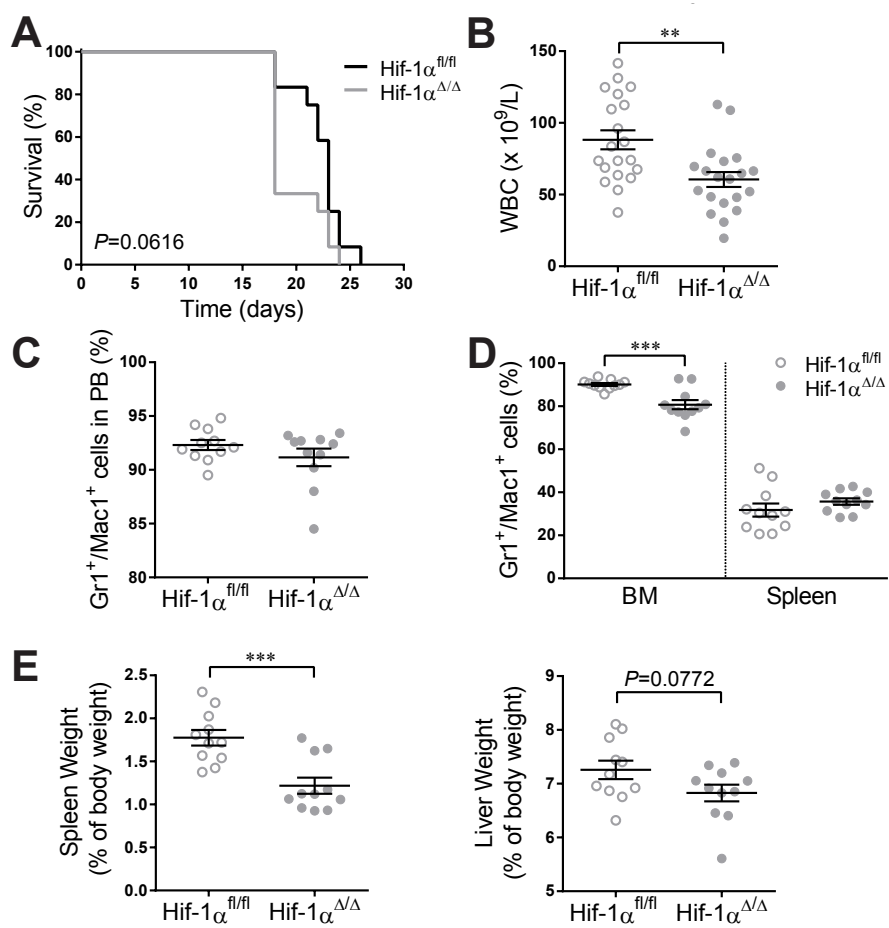 A
Survival (%)
100
80
60
40
20
0
0 5 10 15 20 25 30
Time (days)
P=0.0616
Hif-1α^fl/fl
Hif-1α^Δ/Δ
B
WBC (x 10^9/L)
150
100
50
0
**
Hif-1α^fl/fl Hif-1α^Δ/Δ
C
Gr1+/Mac1+ cells in PB (%)
100
95
90
85
80
Hif-1α^fl/fl Hif-1α^Δ/Δ
D
Gr1+/Mac1+ cells (%)
100
80
60
40
20
0
***
BM Spleen
Hif-1α^fl/fl
Hif-1α^Δ/Δ
E
Spleen Weight
(% of body weight)
2.5
2.0
1.5
1.0
0.5
0.0
***
Hif-1α^fl/fl Hif-1α^Δ/Δ
Liver Weight
(% of body weight)
9
8
7
6
5
P=0.0772
Hif-1α^fl/fl Hif-1α^Δ/Δ